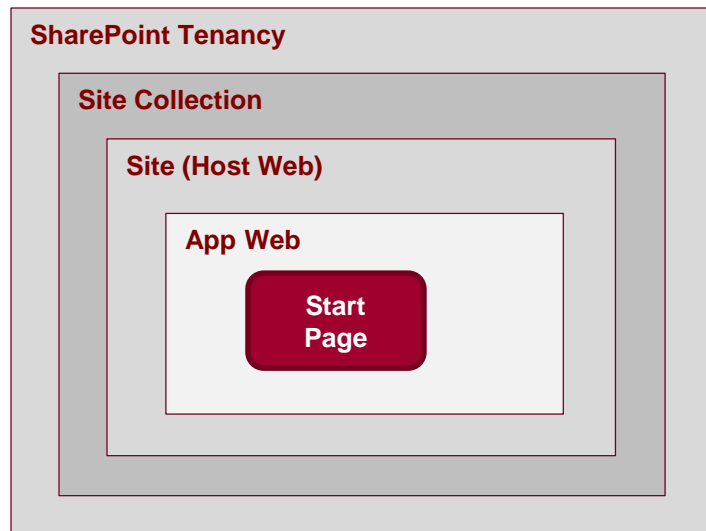 SharePoint Tenancy
Site Collection
Site (Host Web)
App Web
Start
Page